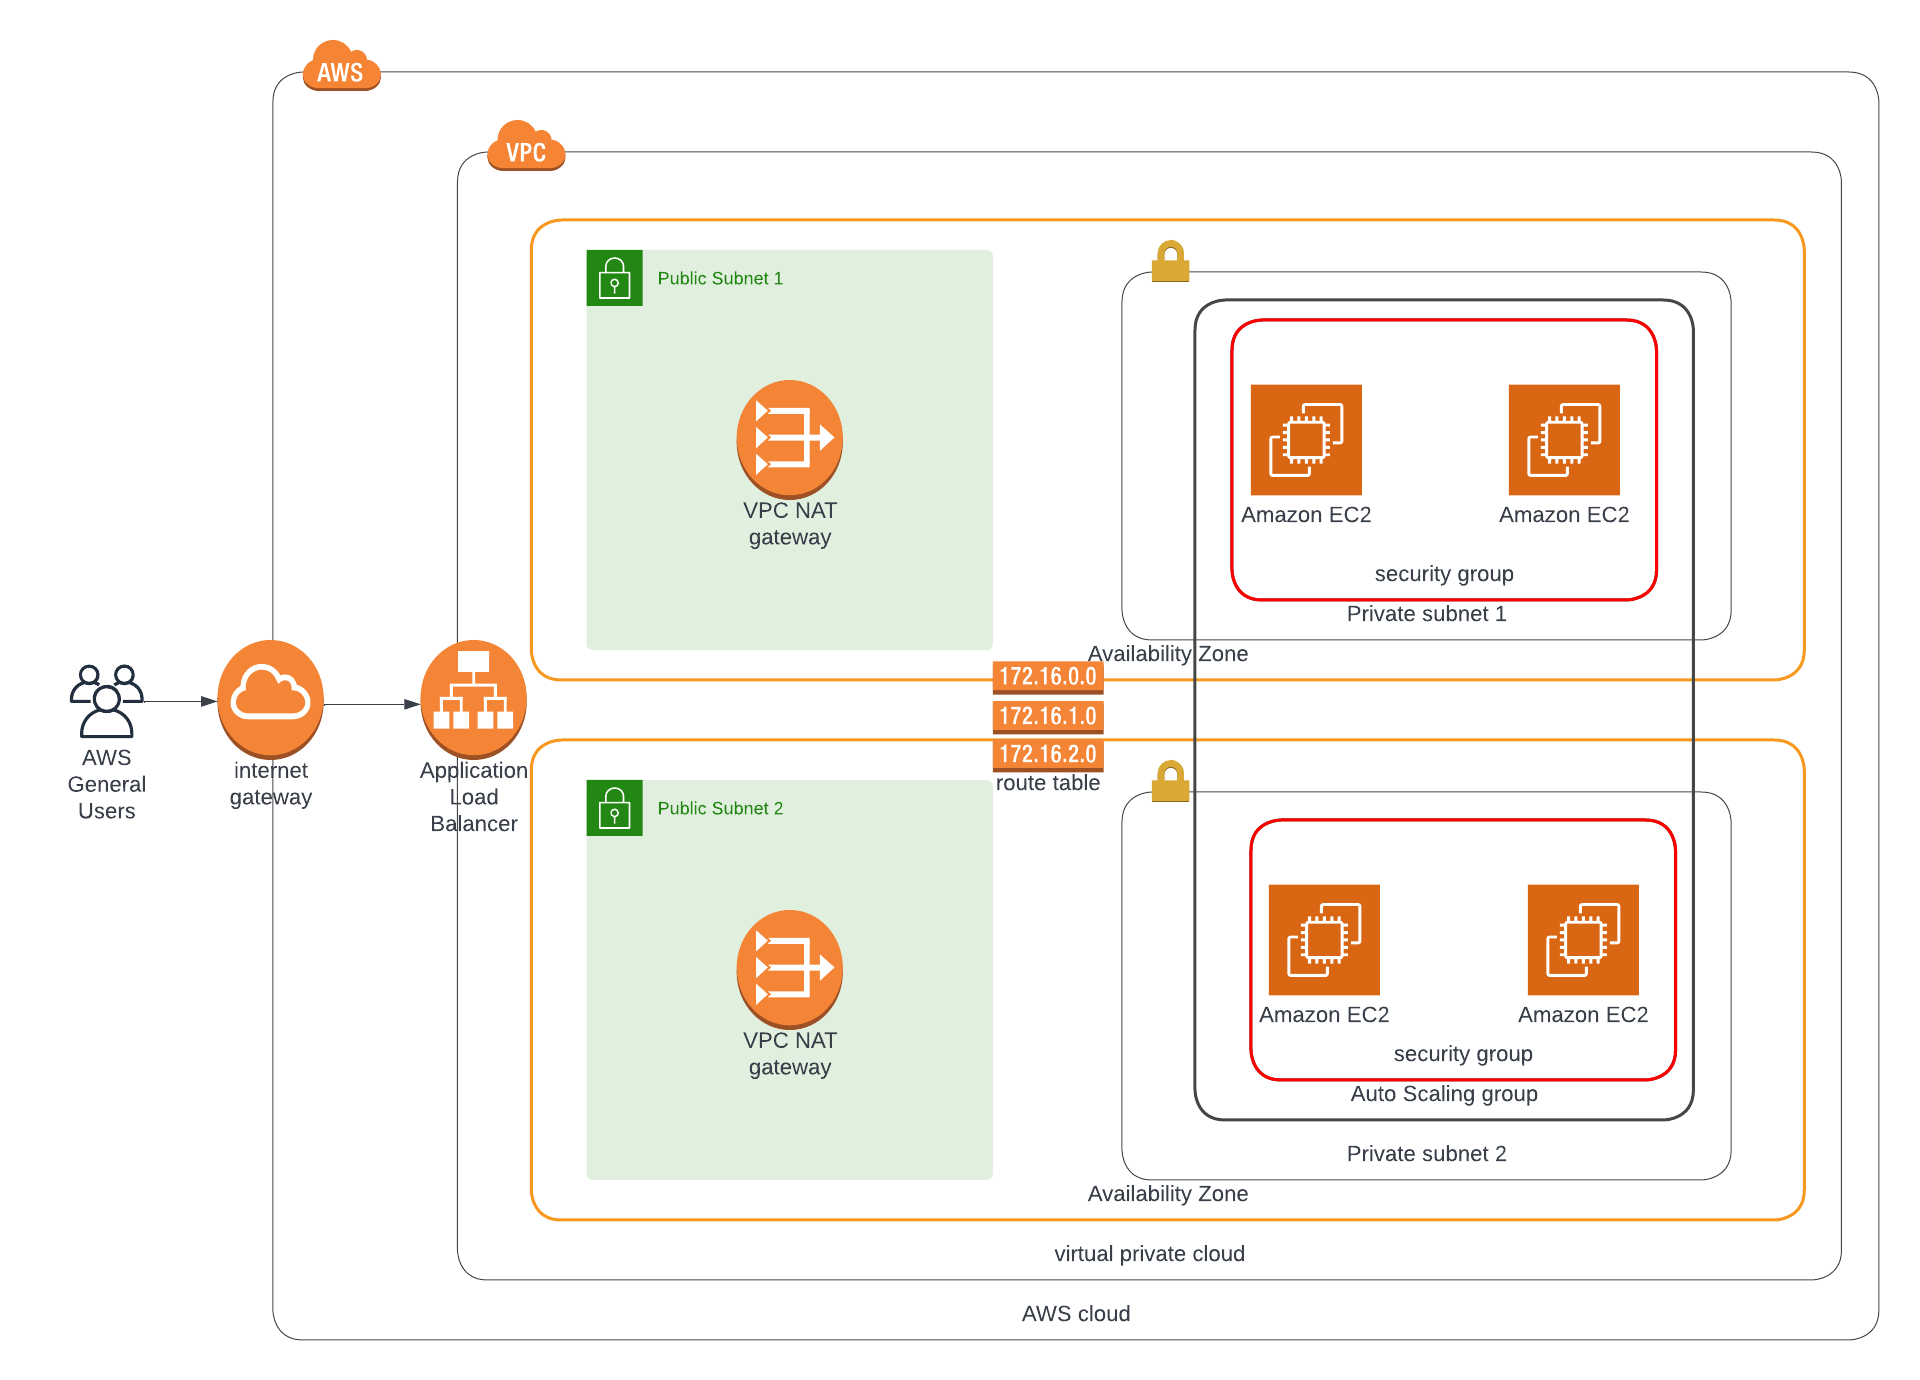 AWS
VPC
Public Subnet 1
VPC NAT
gateway
Amazon EC2
Amazon EC2
security group
Private subnet 1
Availability Zone
172.16.0.0
172.16.1.0
172.16.2.0
route table
AWS
General
Users
internet
gateway
Application
Load
Balancer
Public Subnet 2
VPC NAT
gateway
Amazon EC2
Amazon EC2
security group
Auto Scaling group
Private subnet 2
Availability Zone
virtual private cloud
AWS cloud